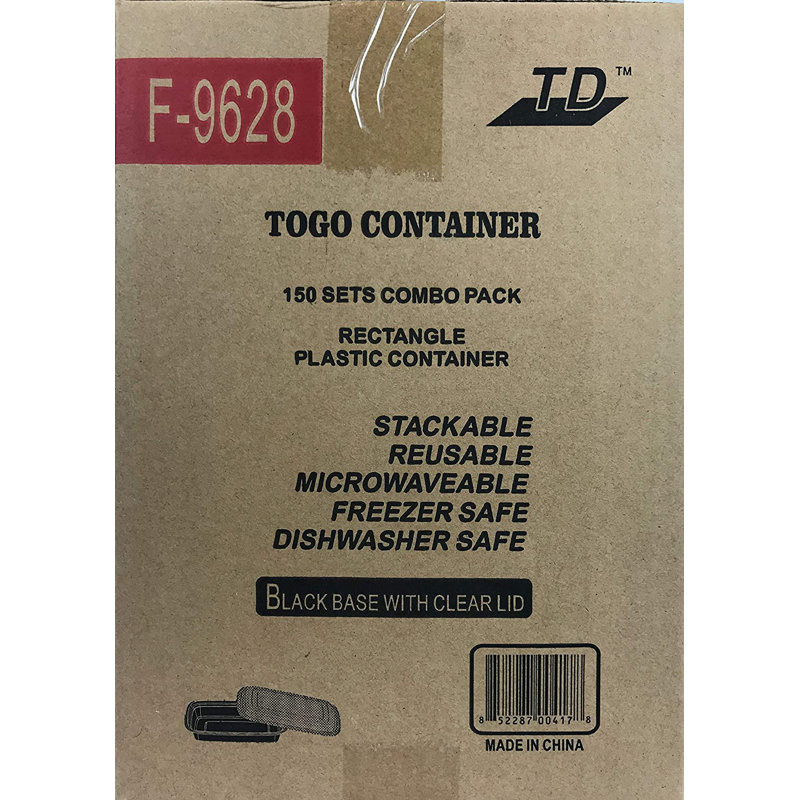 F-9628
TD™
TOGO CONTAINER
150 SETS COMBO PACK
RECTANGLE
PLASTIC CONTAINER
STACKABLE
REUSABLE
MICROWAVEABLE
FREEZER SAFE
DISHWASHER SAFE
BLACK BASE WITH CLEAR LID
8 52287 00417 8
MADE IN CHINA